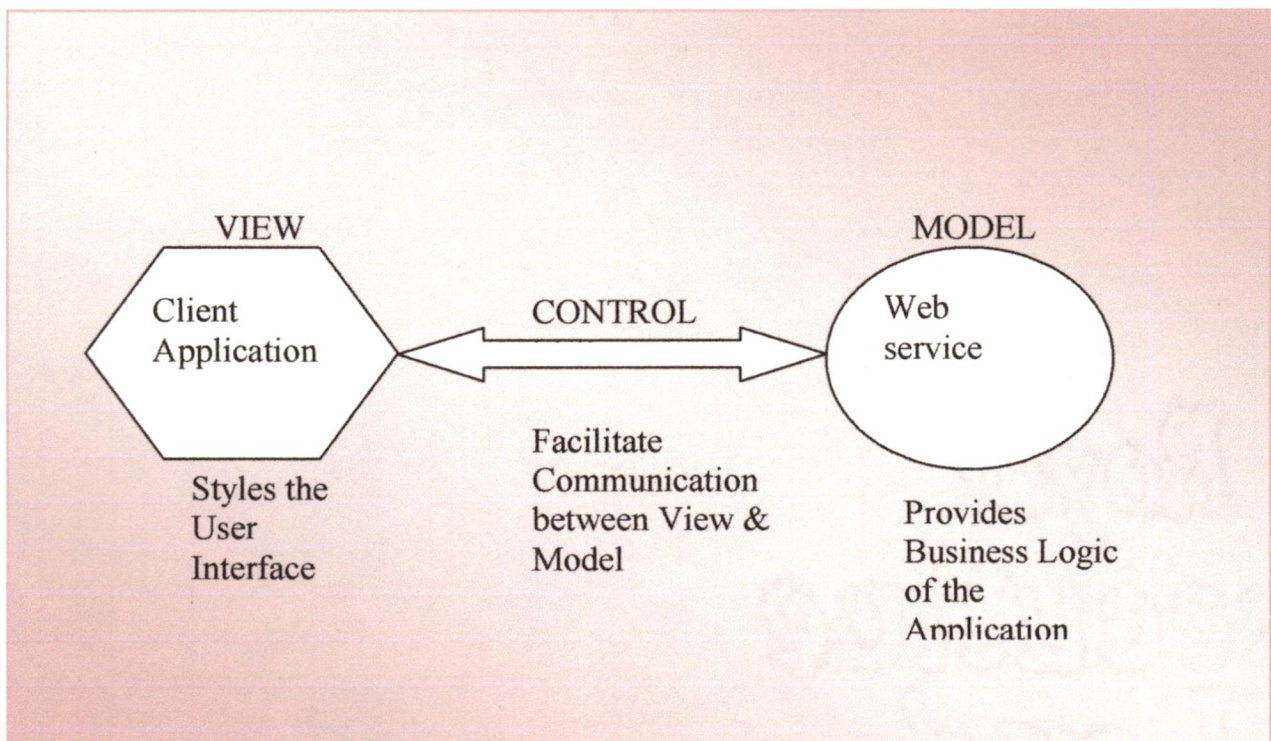 VIEW
Client
Application
Styles the
User
Interface
CONTROL
Facilitate
Communication
between View &
Model
MODEL
Web
service
Provides
Business Logic
of the
Application